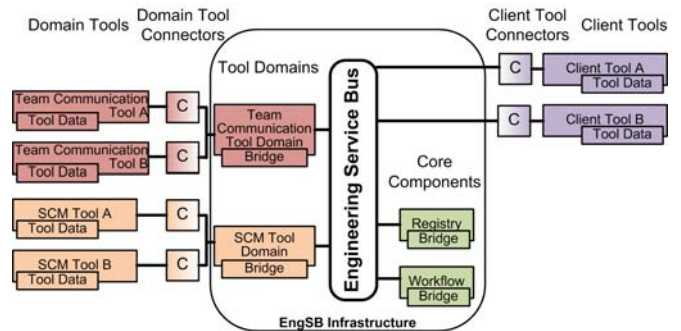 Domain Tools
Domain Tool
Connectors
Client Tool
Connectors
Client Tools
Tool Domains
Team Communication
Tool A
Tool Data
C
Team Communication
Tool B
Tool Data
C
SCM Tool A
Tool Data
C
SCM Tool B
Tool Data
C
Team
Communication
Tool Domain
Bridge
SCM Tool
Domain
Bridge
Engineering Service Bus
Core
Components
Registry
Bridge
Workflow
Bridge
C
Client Tool A
Tool Data
C
Client Tool B
Tool Data
EngSB Infrastructure